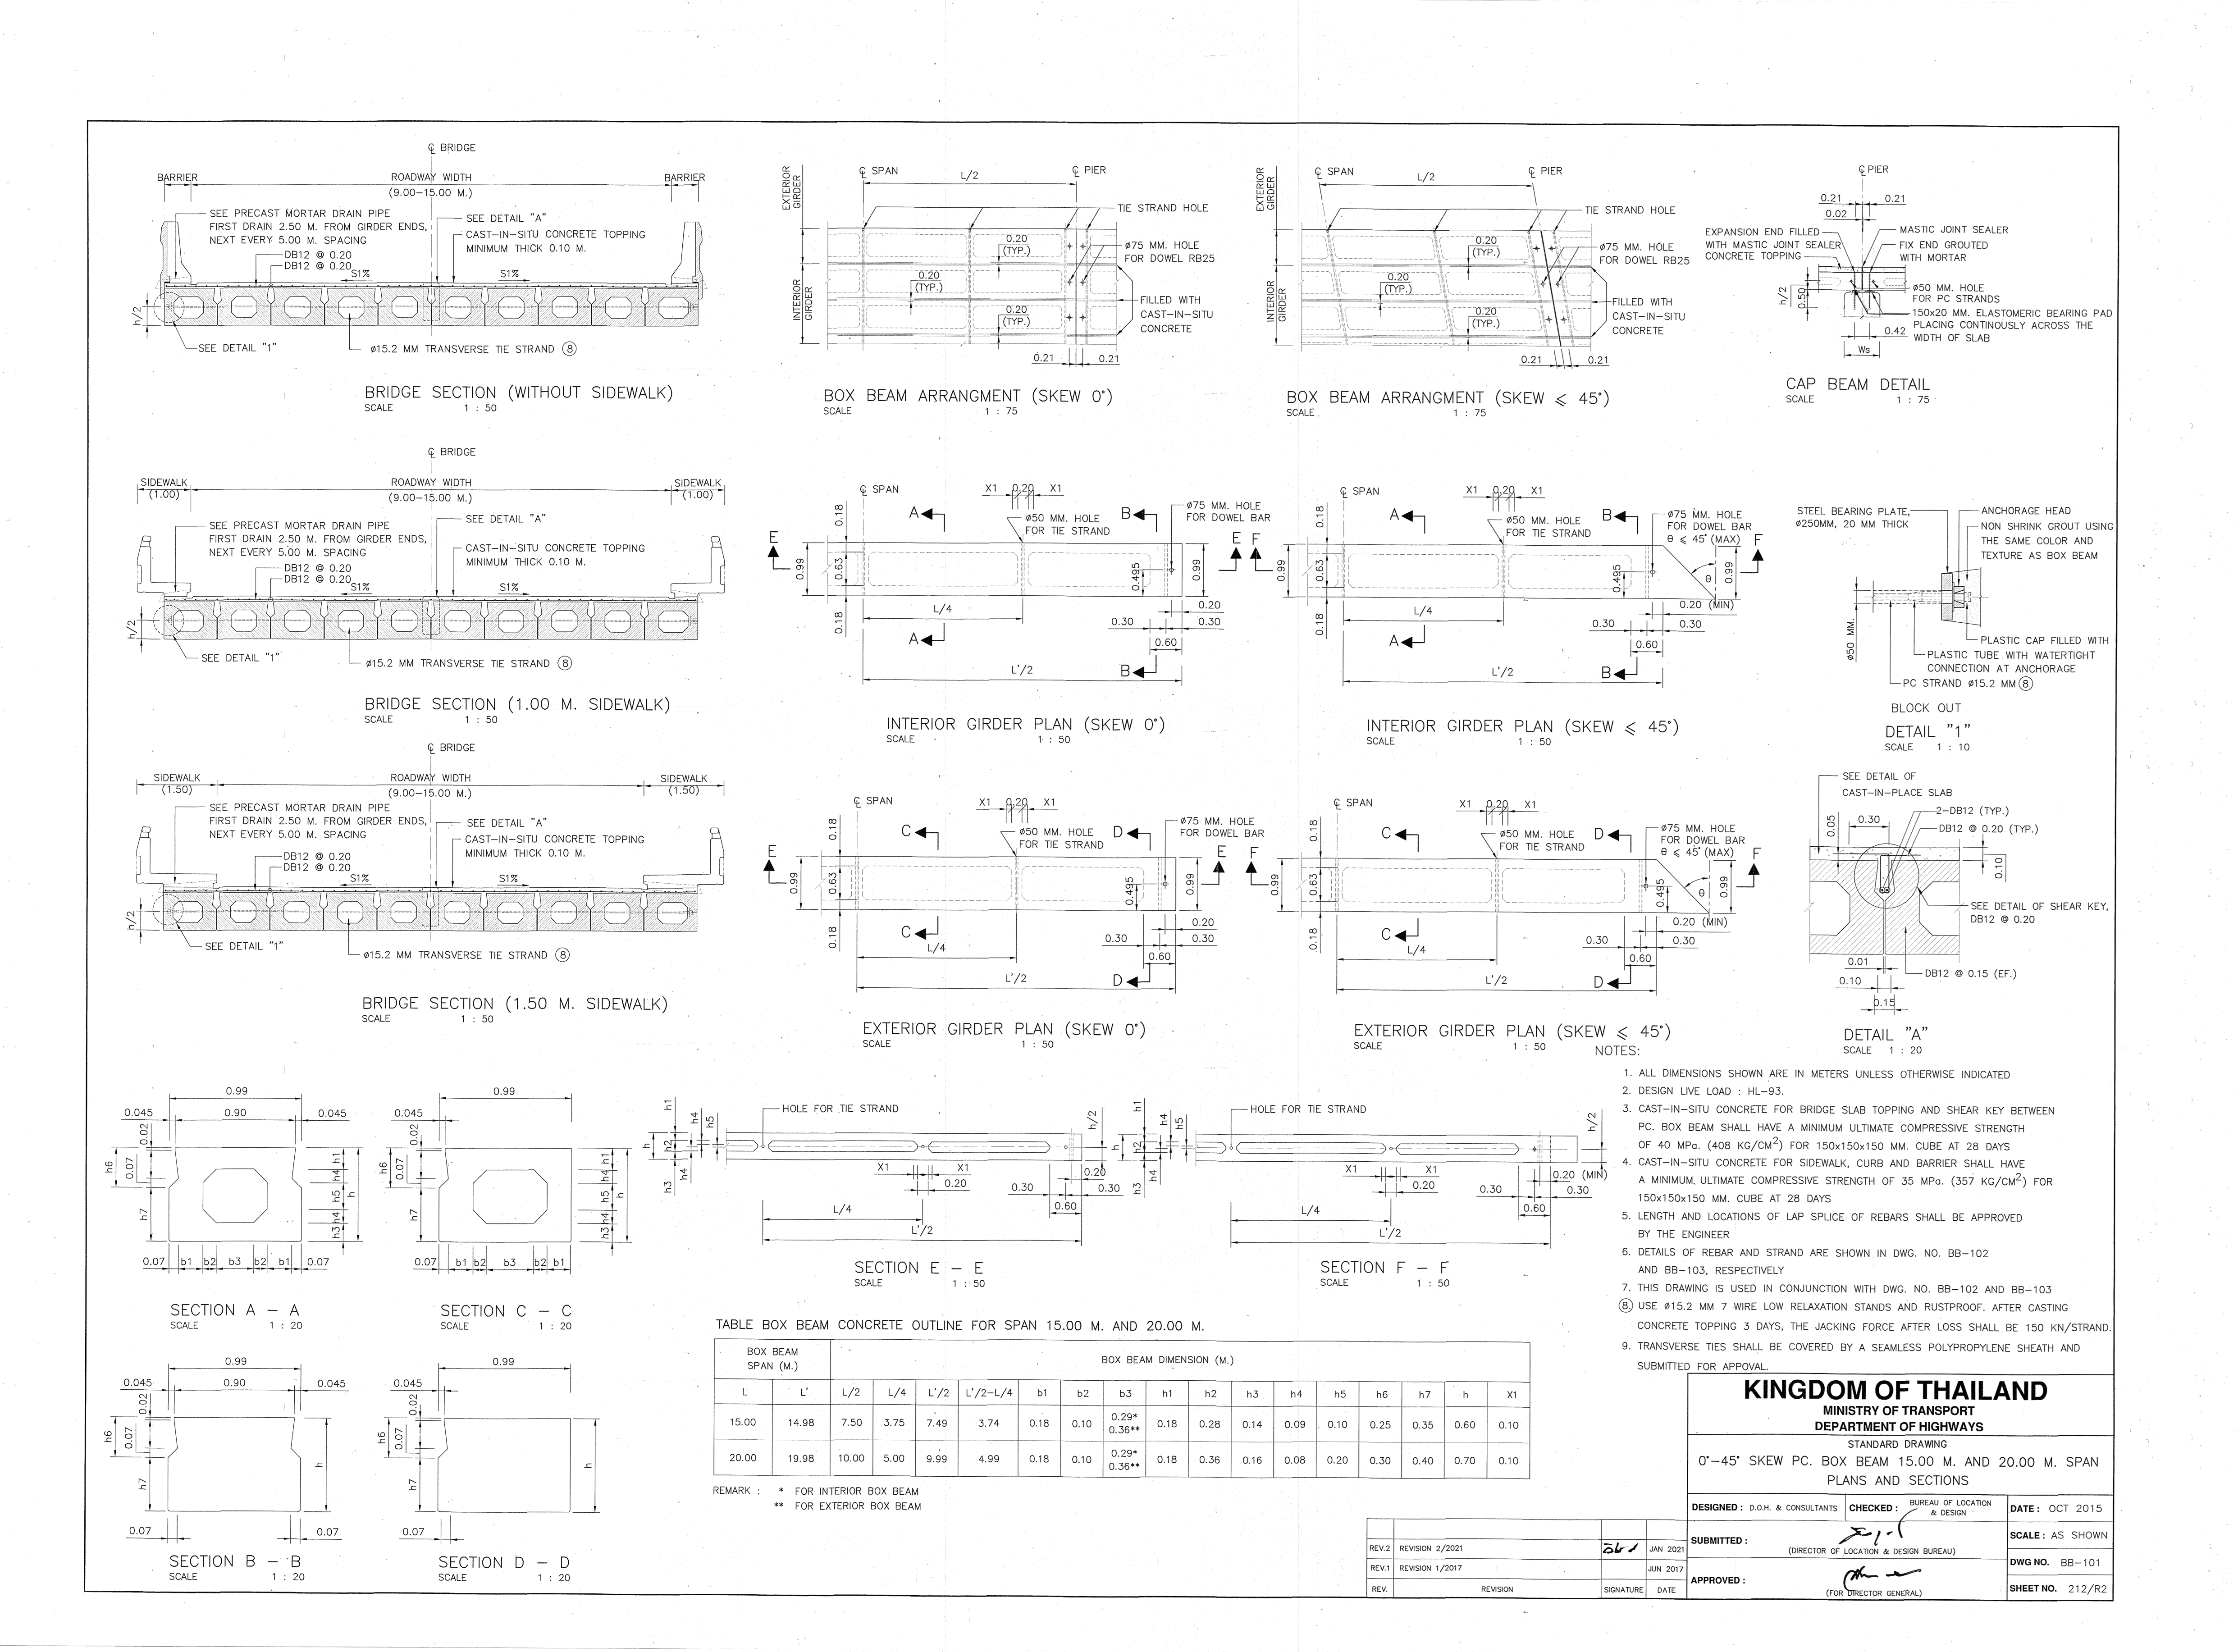 ℄ BRIDGE
BARRIER
ROADWAY WIDTH
(9.00-15.00 M.)
BARRIER
SEE PRECAST MORTAR DRAIN PIPE
FIRST DRAIN 2.50 M. FROM GIRDER ENDS,
NEXT EVERY 5.00 M. SPACING
DB12 @ 0.20
DB12 @ 0.20
SEE DETAIL "A"
CAST-IN-SITU CONCRETE TOPPING
MINIMUM THICK 0.10 M.
S1%
S1%
h/2
SEE DETAIL "1"
ø15.2 MM TRANSVERSE TIE STRAND ⑧
BRIDGE SECTION (WITHOUT SIDEWALK)
SCALE 1 : 50
EXTERIOR GIRDER
INTERIOR GIRDER
℄ SPAN
L/2
℄ PIER
TIE STRAND HOLE
0.20
(TYP.)
0.20
(TYP.)
0.20
(TYP.)
ø75 MM. HOLE
FOR DOWEL RB25
FILLED WITH
CAST-IN-SITU
CONCRETE
0.21
0.21
BOX BEAM ARRANGMENT (SKEW 0°)
SCALE 1 : 75
EXTERIOR GIRDER
INTERIOR GIRDER
℄ SPAN
L/2
℄ PIER
TIE STRAND HOLE
0.20
(TYP.)
0.20
(TYP.)
0.20
(TYP.)
ø75 MM. HOLE
FOR DOWEL RB25
FILLED WITH
CAST-IN-SITU
CONCRETE
0.21
0.21
BOX BEAM ARRANGMENT (SKEW ⩽ 45°)
SCALE 1 : 75
℄ PIER
0.21
0.21
0.02
EXPANSION END FILLED
WITH MASTIC JOINT SEALER
CONCRETE TOPPING
MASTIC JOINT SEALER
FIX END GROUTED
WITH MORTAR
h/2
0.50
ø50 MM. HOLE
FOR PC STRANDS
150x20 MM. ELASTOMERIC BEARING PAD
PLACING CONTINOUSLY ACROSS THE
WIDTH OF SLAB
0.42
Ws
CAP BEAM DETAIL
SCALE 1 : 75
℄ BRIDGE
SIDEWALK
(1.00)
ROADWAY WIDTH
(9.00-15.00 M.)
SIDEWALK
(1.00)
SEE PRECAST MORTAR DRAIN PIPE
FIRST DRAIN 2.50 M. FROM GIRDER ENDS,
NEXT EVERY 5.00 M. SPACING
DB12 @ 0.20
DB12 @ 0.20
SEE DETAIL "A"
CAST-IN-SITU CONCRETE TOPPING
MINIMUM THICK 0.10 M.
S1%
S1%
h/2
SEE DETAIL "1"
ø15.2 MM TRANSVERSE TIE STRAND ⑧
BRIDGE SECTION (1.00 M. SIDEWALK)
SCALE 1 : 50
℄ SPAN
X1 0.20 X1
A
B
ø50 MM. HOLE
FOR TIE STRAND
ø75 MM. HOLE
FOR DOWEL BAR
E
E
0.18
0.99
0.63
0.18
0.495
0.99
L/4
0.20
0.30
0.30
0.60
A
B
L'/2
INTERIOR GIRDER PLAN (SKEW 0°)
SCALE 1 : 50
℄ SPAN
X1 0.20 X1
A
B
ø50 MM. HOLE
FOR TIE STRAND
ø75 MM. HOLE
FOR DOWEL BAR
θ ⩽ 45° (MAX)
F
F
0.18
0.99
0.63
0.18
0.495
θ
0.99
L/4
0.20 (MIN)
0.30
0.30
0.60
A
B
L'/2
INTERIOR GIRDER PLAN (SKEW ⩽ 45°)
SCALE 1 : 50
STEEL BEARING PLATE,
ø250MM, 20 MM THICK
ANCHORAGE HEAD
NON SHRINK GROUT USING
THE SAME COLOR AND
TEXTURE AS BOX BEAM
ø50 MM.
PLASTIC CAP FILLED WITH
PLASTIC TUBE WITH WATERTIGHT
CONNECTION AT ANCHORAGE
PC STRAND ø15.2 MM ⑧
BLOCK OUT
DETAIL "1"
SCALE 1 : 10
℄ BRIDGE
SIDEWALK
(1.50)
ROADWAY WIDTH
(9.00-15.00 M.)
SIDEWALK
(1.50)
SEE PRECAST MORTAR DRAIN PIPE
FIRST DRAIN 2.50 M. FROM GIRDER ENDS,
NEXT EVERY 5.00 M. SPACING
DB12 @ 0.20
DB12 @ 0.20
SEE DETAIL "A"
CAST-IN-SITU CONCRETE TOPPING
MINIMUM THICK 0.10 M.
S1%
S1%
h/2
SEE DETAIL "1"
ø15.2 MM TRANSVERSE TIE STRAND ⑧
BRIDGE SECTION (1.50 M. SIDEWALK)
SCALE 1 : 50
℄ SPAN
X1 0.20 X1
C
D
ø50 MM. HOLE
FOR TIE STRAND
ø75 MM. HOLE
FOR DOWEL BAR
E
E
0.18
0.99
0.63
0.18
0.495
0.99
C
L/4
0.20
0.30
0.30
0.60
L'/2
D
EXTERIOR GIRDER PLAN (SKEW 0°)
SCALE 1 : 50
℄ SPAN
X1 0.20 X1
C
D
ø50 MM. HOLE
FOR TIE STRAND
ø75 MM. HOLE
FOR DOWEL BAR
θ ⩽ 45° (MAX)
F
F
0.18
0.99
0.63
0.18
0.495
θ
0.99
C
L/4
0.20 (MIN)
0.30
0.30
0.60
L'/2
D
EXTERIOR GIRDER PLAN (SKEW ⩽ 45°)
SCALE 1 : 50
SEE DETAIL OF
CAST-IN-PLACE SLAB
0.05
0.30
2-DB12 (TYP.)
DB12 @ 0.20 (TYP.)
0.10
SEE DETAIL OF SHEAR KEY,
DB12 @ 0.20
0.01
0.10
0.15
DB12 @ 0.15 (EF.)
DETAIL "A"
SCALE 1 : 20
0.99
0.045 0.90 0.045
0.02
h6
0.07
h7
h1
h4
h5
h4
h3
h
0.07 b1 b2 b3 b2 b1 0.07
SECTION A - A
SCALE 1 : 20
0.99
0.045
0.02
h6
0.07
h7
h1
h4
h5
h4
h3
h
0.07 b1 b2 b3 b2 b1
SECTION C - C
SCALE 1 : 20
HOLE FOR TIE STRAND
h
h1
h2
h3
h4
h4
h5
h/2
X1 X1
0.20
0.20
0.30
0.30
0.60
L/4
L'/2
SECTION E - E
SCALE 1 : 50
HOLE FOR TIE STRAND
h
h1
h2
h3
h4
h4
h5
h/2
X1 X1
0.20
0.20 (MIN)
0.30
0.30
0.60
L/4
L'/2
SECTION F - F
SCALE 1 : 50
0.99
0.045 0.90 0.045
0.02
h6
0.07
h7
h
0.07
0.07
SECTION B - B
SCALE 1 : 20
0.99
0.045
0.02
h6
0.07
h7
h
0.07
SECTION D - D
SCALE 1 : 20
TABLE BOX BEAM CONCRETE OUTLINE FOR SPAN 15.00 M. AND 20.00 M.
BOX BEAM
SPAN (M.)
BOX BEAM DIMENSION (M.)
L L' L/2 L/4 L'/2 L'/2-L/4 b1 b2 b3 h1 h2 h3 h4 h5 h6 h7 h X1
15.00 14.98 7.50 3.75 7.49 3.74 0.18 0.10 0.29* 0.36** 0.18 0.28 0.14 0.09 0.10 0.25 0.35 0.60 0.10
20.00 19.98 10.00 5.00 9.99 4.99 0.18 0.10 0.29* 0.36** 0.18 0.36 0.16 0.08 0.20 0.30 0.40 0.70 0.10
REMARK : * FOR INTERIOR BOX BEAM
** FOR EXTERIOR BOX BEAM
NOTES:
1. ALL DIMENSIONS SHOWN ARE IN METERS UNLESS OTHERWISE INDICATED
2. DESIGN LIVE LOAD : HL-93.
3. CAST-IN-SITU CONCRETE FOR BRIDGE SLAB TOPPING AND SHEAR KEY BETWEEN
PC. BOX BEAM SHALL HAVE A MINIMUM ULTIMATE COMPRESSIVE STRENGTH
OF 40 MPa. (408 KG/CM²) FOR 150x150x150 MM. CUBE AT 28 DAYS
4. CAST-IN-SITU CONCRETE FOR SIDEWALK, CURB AND BARRIER SHALL HAVE
A MINIMUM ULTIMATE COMPRESSIVE STRENGTH OF 35 MPa. (357 KG/CM²) FOR
150x150x150 MM. CUBE AT 28 DAYS
5. LENGTH AND LOCATIONS OF LAP SPLICE OF REBARS SHALL BE APPROVED
BY THE ENGINEER
6. DETAILS OF REBAR AND STRAND ARE SHOWN IN DWG. NO. BB-102
AND BB-103, RESPECTIVELY
7. THIS DRAWING IS USED IN CONJUNCTION WITH DWG. NO. BB-102 AND BB-103
⑧ USE ø15.2 MM 7 WIRE LOW RELAXATION STANDS AND RUSTPROOF. AFTER CASTING
CONCRETE TOPPING 3 DAYS, THE JACKING FORCE AFTER LOSS SHALL BE 150 KN/STRAND.
9. TRANSVERSE TIES SHALL BE COVERED BY A SEAMLESS POLYPROPYLENE SHEATH AND
SUBMITTED FOR APPOVAL.
KINGDOM OF THAILAND
MINISTRY OF TRANSPORT
DEPARTMENT OF HIGHWAYS
STANDARD DRAWING
0°-45° SKEW PC. BOX BEAM 15.00 M. AND 20.00 M. SPAN
PLANS AND SECTIONS
DESIGNED : D.O.H. & CONSULTANTS
CHECKED : BUREAU OF LOCATION
& DESIGN
DATE : OCT 2015
SUBMITTED :
(DIRECTOR OF LOCATION & DESIGN BUREAU)
SCALE : AS SHOWN
DWG NO. BB-101
APPROVED :
(FOR DIRECTOR GENERAL)
SHEET NO. 212/R2
REV.2 REVISION 2/2021 JAN 2021
REV.1 REVISION 1/2017 JUN 2017
REV. REVISION SIGNATURE DATE